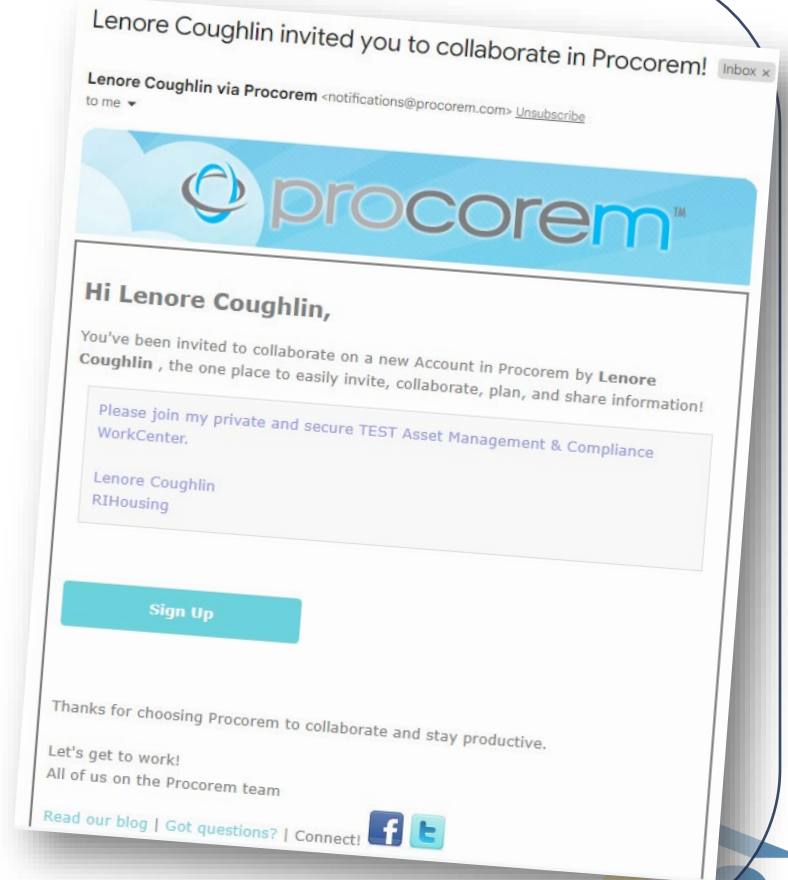 Lenore Coughlin invited you to collaborate in Procorem! Inbox x
Lenore Coughlin via Procorem <notifications@procorem.com> Unsubscribe
to me
procorem™
Hi Lenore Coughlin,
You've been invited to collaborate on a new Account in Procorem by Lenore
Coughlin , the one place to easily invite, collaborate, plan, and share information!
Please join my private and secure TEST Asset Management & Compliance
WorkCenter.
Lenore Coughlin
RIHousing
Sign Up
Thanks for choosing Procorem to collaborate and stay productive.
Let's get to work!
All of us on the Procorem team
Read our blog | Got questions? | Connect! f t